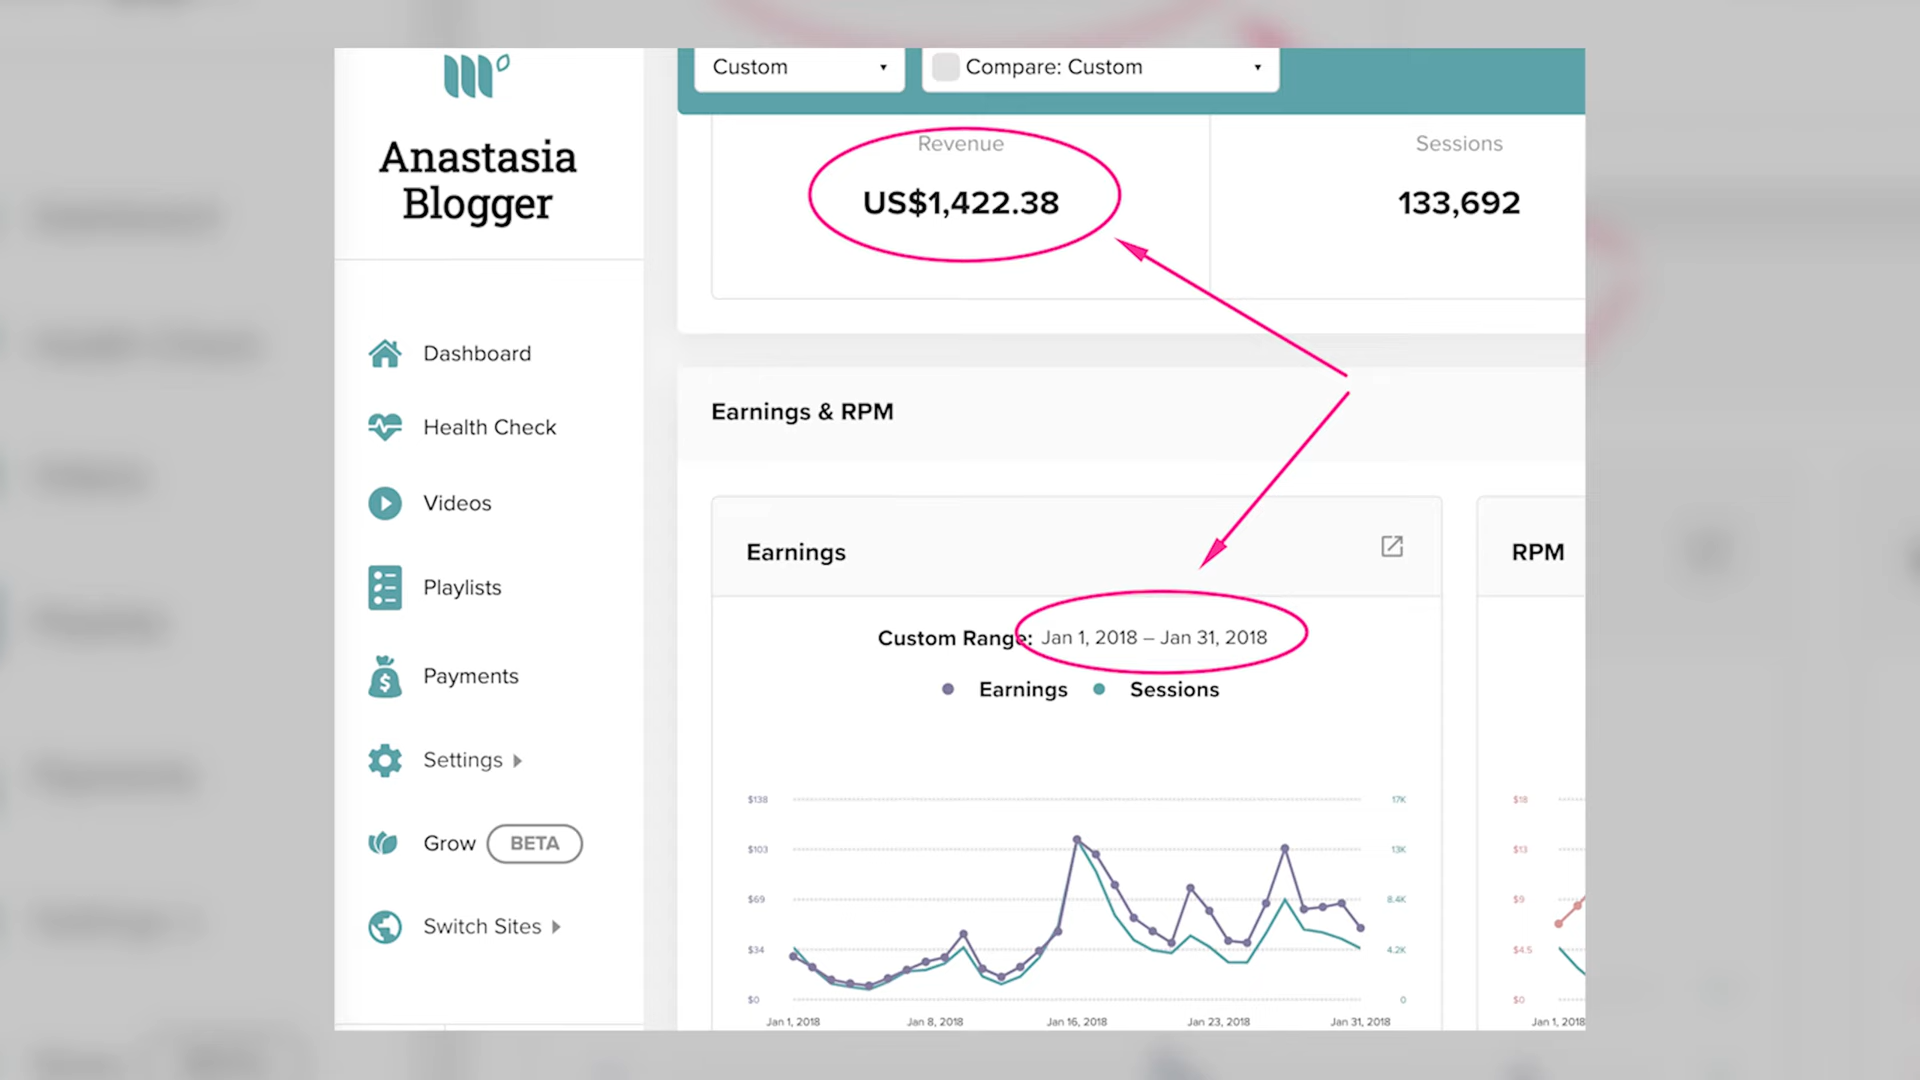 Anastasia
Blogger
Dashboard
Health Check
Videos
Playlists
Payments
Settings
Grow BETA
Switch Sites
Custom
Compare: Custom
Revenue
US$1,422.38
Sessions
133,692
Earnings & RPM
Earnings
Custom Range: Jan 1, 2018 – Jan 31, 2018
Earnings Sessions
$138
$103
$69
$34
$0
17K
13K
8.4K
4.2K
0
Jan 1, 2018
Jan 8, 2018
Jan 16, 2018
Jan 23, 2018
Jan 31, 2018
RPM
$18
$13
$9
$4.5
$0
Jan 1, 2018